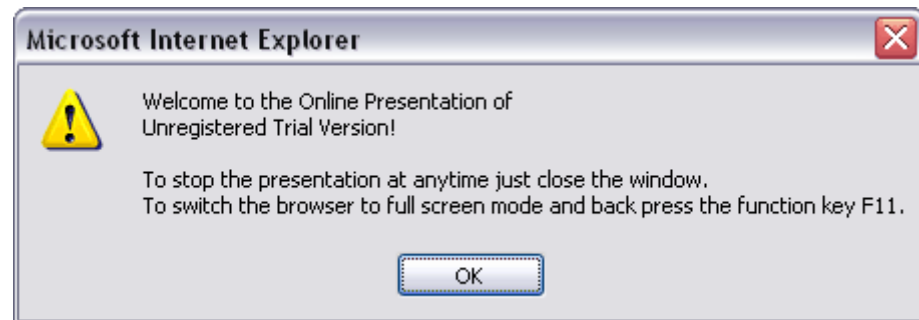 Microsoft Internet Explorer
Welcome to the Online Presentation of
Unregistered Trial Version!
To stop the presentation at anytime just close the window.
To switch the browser to full screen mode and back press the function key F11.
OK